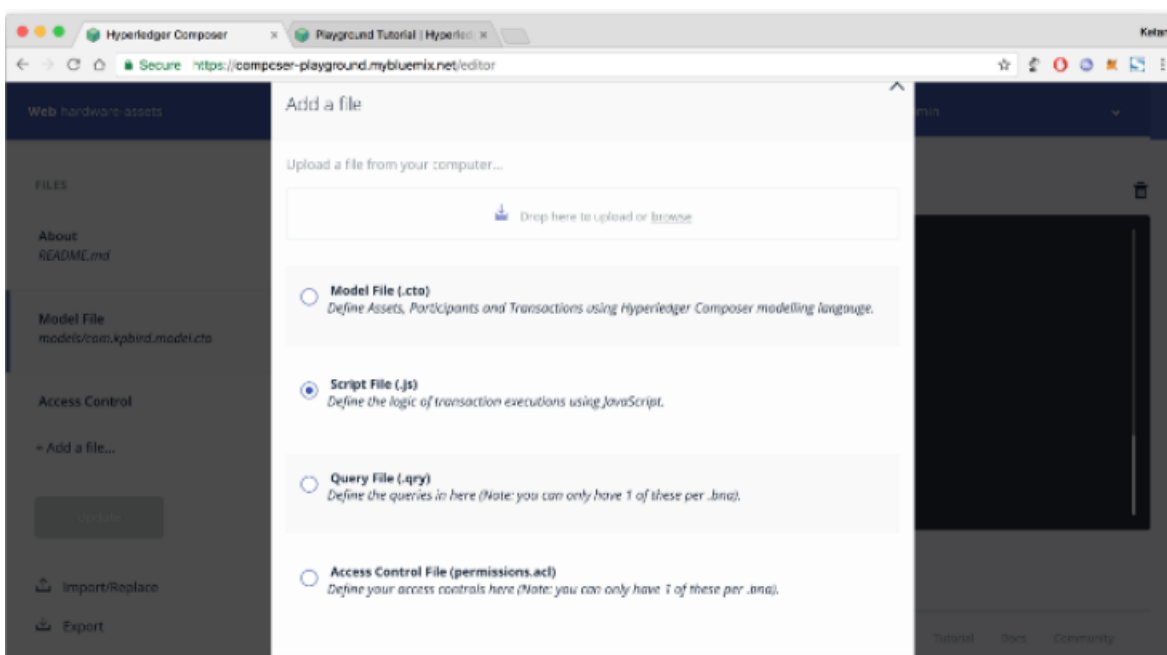 Hyperledger Composer
Playground Tutorial | Hyperled
Ketan
Secure https://composer-playground.mybluemix.net/editor
Web hardware-assets
Add a file
min
Upload a file from your computer...
FILES
Drop here to upload or browse
About
README.md
Model File (.cto)
Define Assets, Participants and Transactions using Hyperledger Composer modelling langauge.
Model File
models/com.kpbird.model.cto
Script File (.js)
Define the logic of transaction executions using JavaScript.
Access Control
+ Add a file...
Query File (.qry)
Define the queries in here (Note: you can only have 1 of these per .bna).
Update
Access Control File (permissions.acl)
Define your access controls here (Note: you can only have 1 of these per .bna).
Import/Replace
Export
Tutorial Docs Community